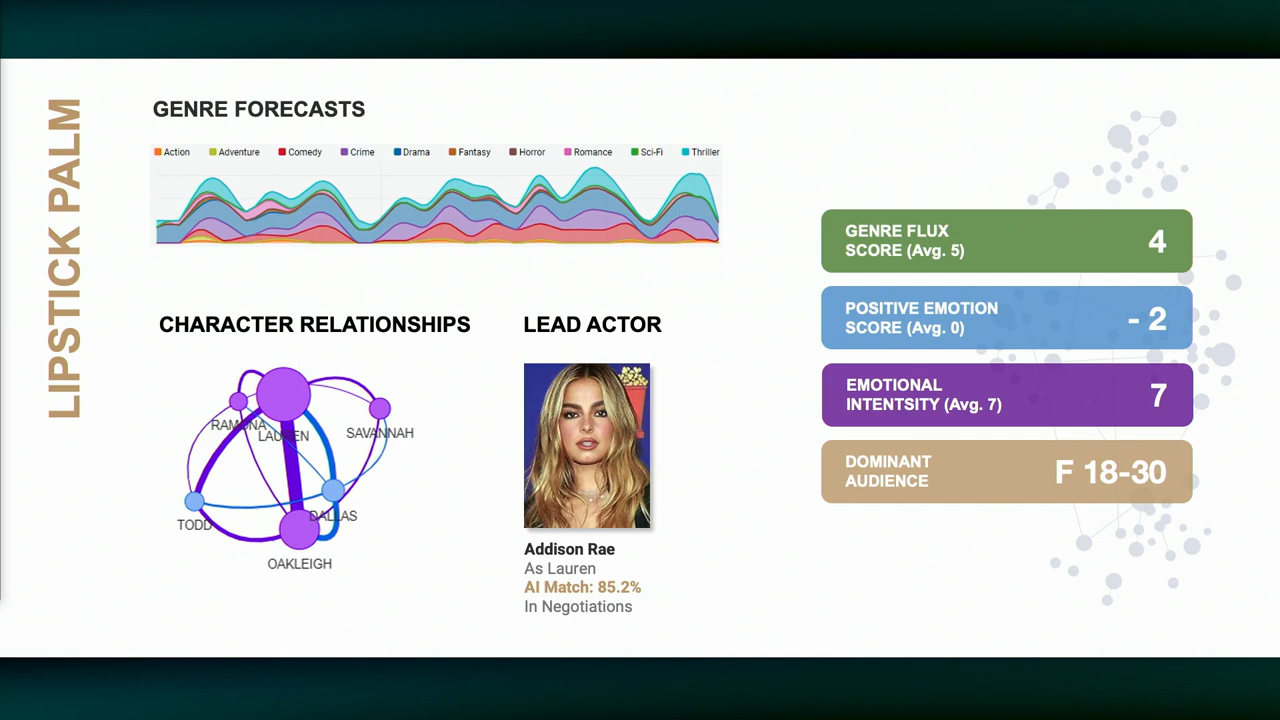 LIPSTICK PALM
GENRE FORECASTS
Action Adventure Comedy Crime Drama Fantasy Horror Romance Sci-Fi Thriller
CHARACTER RELATIONSHIPS
RAMONA
LAUREN
SAVANNAH
TODD
DALLAS
OAKLEIGH
LEAD ACTOR
Addison Rae
As Lauren
AI Match: 85.2%
In Negotiations
GENRE FLUX
SCORE (Avg. 5)
4
POSITIVE EMOTION
SCORE (Avg. 0)
- 2
EMOTIONAL
INTENTSITY (Avg. 7)
7
DOMINANT
AUDIENCE
F 18-30